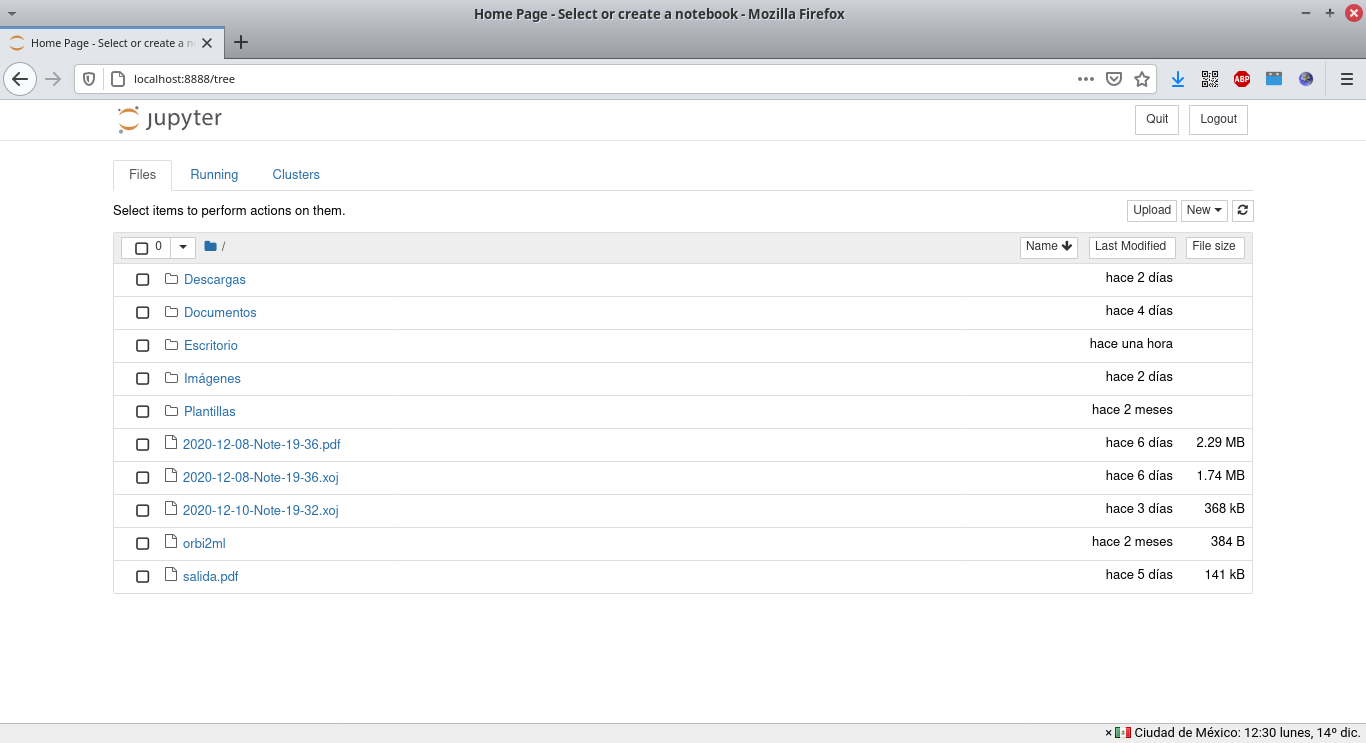 Home Page - Select or create a notebook - Mozilla Firefox
Home Page - Select or create a n
localhost:8888/tree
ABP
jupyter
Quit Logout
Files Running Clusters
Select items to perform actions on them.
Upload New
0 / Name Last Modified File size
Descargas hace 2 días
Documentos hace 4 días
Escritorio hace una hora
Imágenes hace 2 días
Plantillas hace 2 meses
2020-12-08-Note-19-36.pdf hace 6 días 2.29 MB
2020-12-08-Note-19-36.xoj hace 6 días 1.74 MB
2020-12-10-Note-19-32.xoj hace 3 días 368 kB
orbi2ml hace 2 meses 384 B
salida.pdf hace 5 días 141 kB
× Ciudad de México: 12:30 lunes, 14º dic.